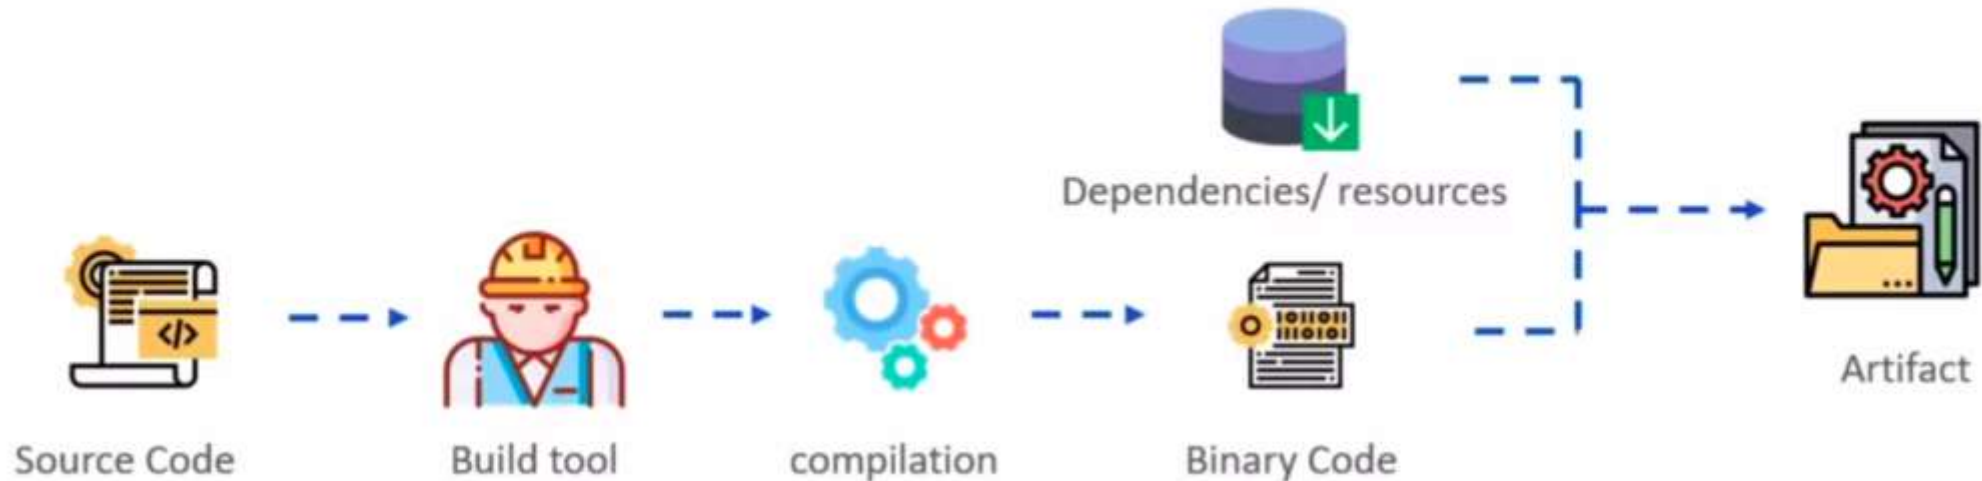 Dependencies/ resources
Artifact
Source Code
Build tool
compilation
Binary Code